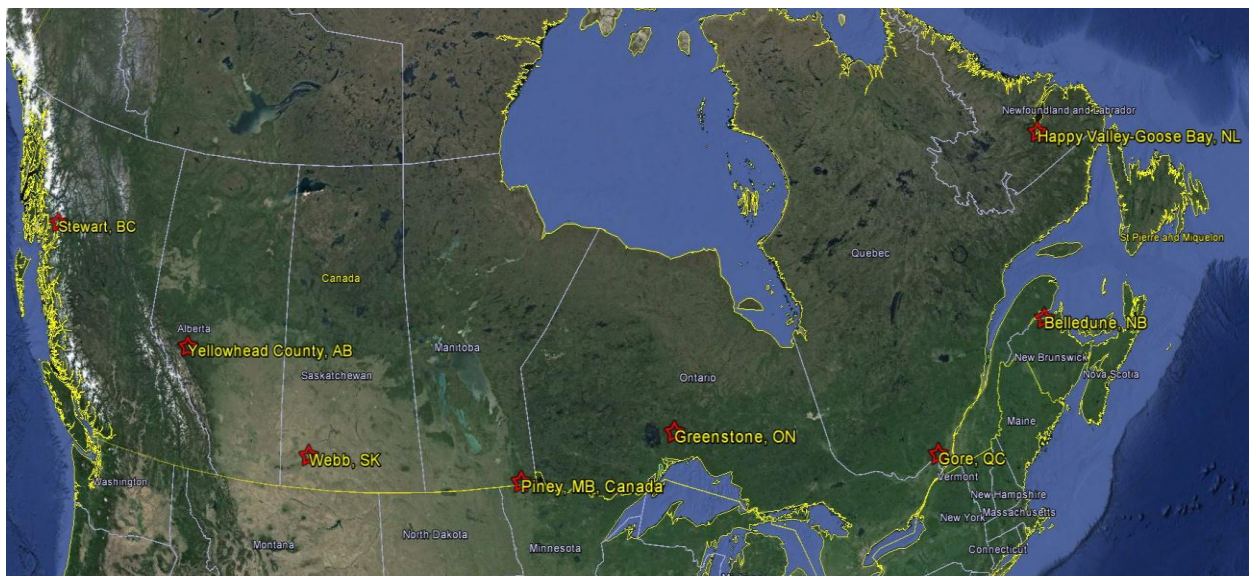 Newfoundland and Labrador
Happy Valley-Goose Bay, NL
Stewart, BC
St Pierre and Miquelon
Quebec
Canada
Belledune, NB
Alberta
Yellowhead County, AB
Manitoba
New Brunswick
Saskatchewan
Ontario
Nova Scotia
Maine
Greenstone, ON
Webb, SK
Gore, QC
Washington
Vermont
Piney, MB, Canada
New Hampshire
Massachusetts
New York
North Dakota
Montana
Minnesota
Connecticut